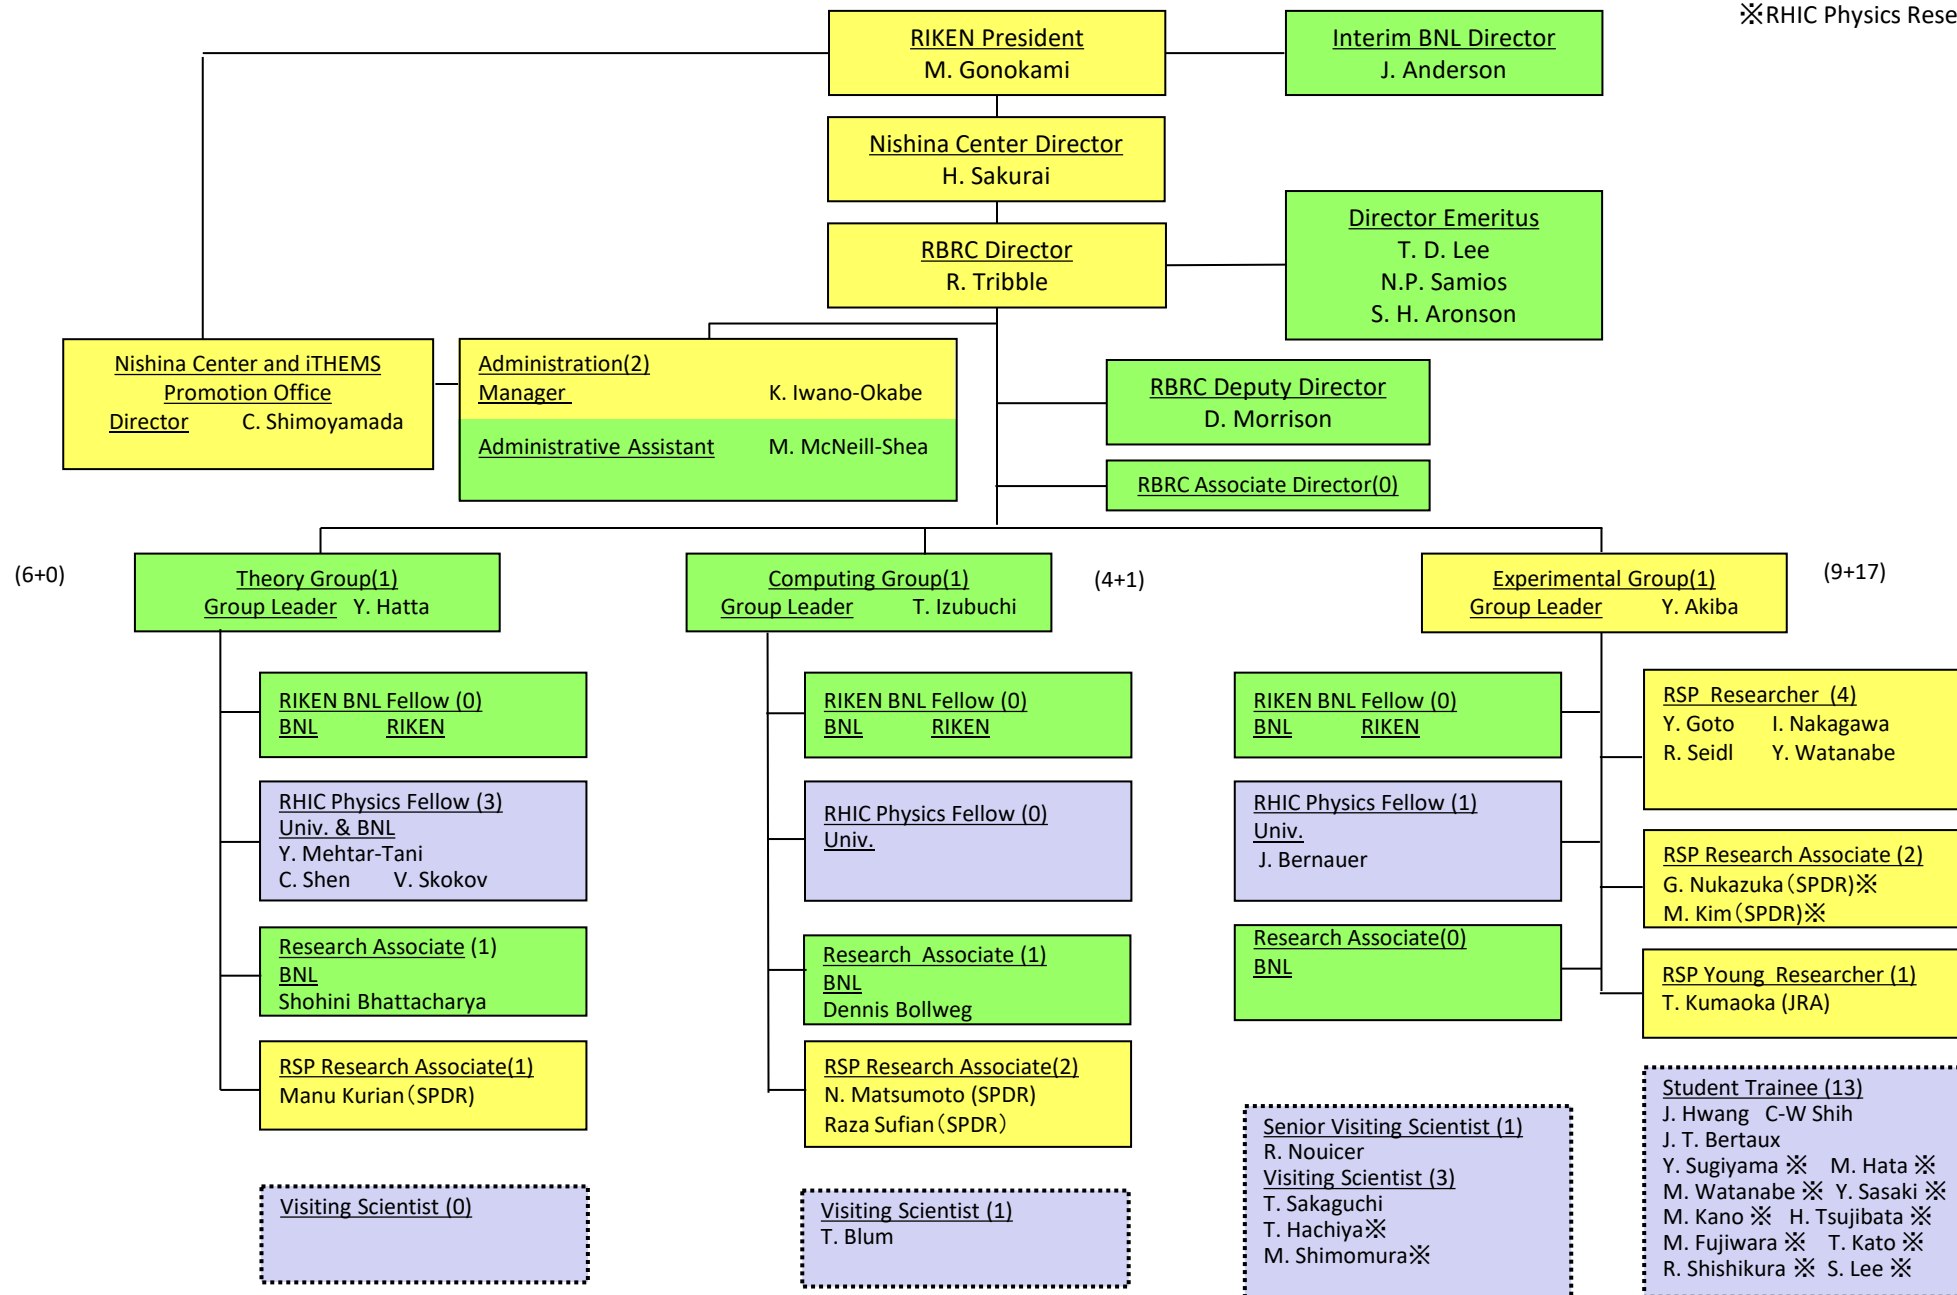 ※RHIC Physics Rese
RIKEN President
M. Gonokami
Interim BNL Director
J. Anderson
Nishina Center Director
H. Sakurai
RBRC Director
R. Tribble
Director Emeritus
T. D. Lee
N.P. Samios
S. H. Aronson
Nishina Center and iTHEMS
Promotion Office
Director C. Shimoyamada
Administration(2)
Manager K. Iwano-Okabe
Administrative Assistant M. McNeill-Shea
RBRC Deputy Director
D. Morrison
RBRC Associate Director(0)
(6+0)
Theory Group(1)
Group Leader Y. Hatta
Computing Group(1)
Group Leader T. Izubuchi
(4+1)
Experimental Group(1)
Group Leader Y. Akiba
(9+17)
RIKEN BNL Fellow (0)
BNL RIKEN
RHIC Physics Fellow (3)
Univ. & BNL
Y. Mehtar-Tani
C. Shen V. Skokov
Research Associate (1)
BNL
Shohini Bhattacharya
RSP Research Associate(1)
Manu Kurian(SPDR)
Visiting Scientist (0)
RIKEN BNL Fellow (0)
BNL RIKEN
RHIC Physics Fellow (0)
Univ.
Research Associate (1)
BNL
Dennis Bollweg
RSP Research Associate(2)
N. Matsumoto (SPDR)
Raza Sufian(SPDR)
Visiting Scientist (1)
T. Blum
RIKEN BNL Fellow (0)
BNL RIKEN
RHIC Physics Fellow (1)
Univ.
J. Bernauer
Research Associate(0)
BNL
Senior Visiting Scientist (1)
R. Nouicer
Visiting Scientist (3)
T. Sakaguchi
T. Hachiya※
M. Shimomura※
RSP Researcher (4)
Y. Goto I. Nakagawa
R. Seidl Y. Watanabe
RSP Research Associate (2)
G. Nukazuka(SPDR)※
M. Kim(SPDR)※
RSP Young Researcher (1)
T. Kumaoka (JRA)
Student Trainee (13)
J. Hwang C-W Shih
J. T. Bertaux
Y. Sugiyama ※ M. Hata ※
M. Watanabe ※ Y. Sasaki ※
M. Kano ※ H. Tsujibata ※
M. Fujiwara ※ T. Kato ※
R. Shishikura ※ S. Lee ※